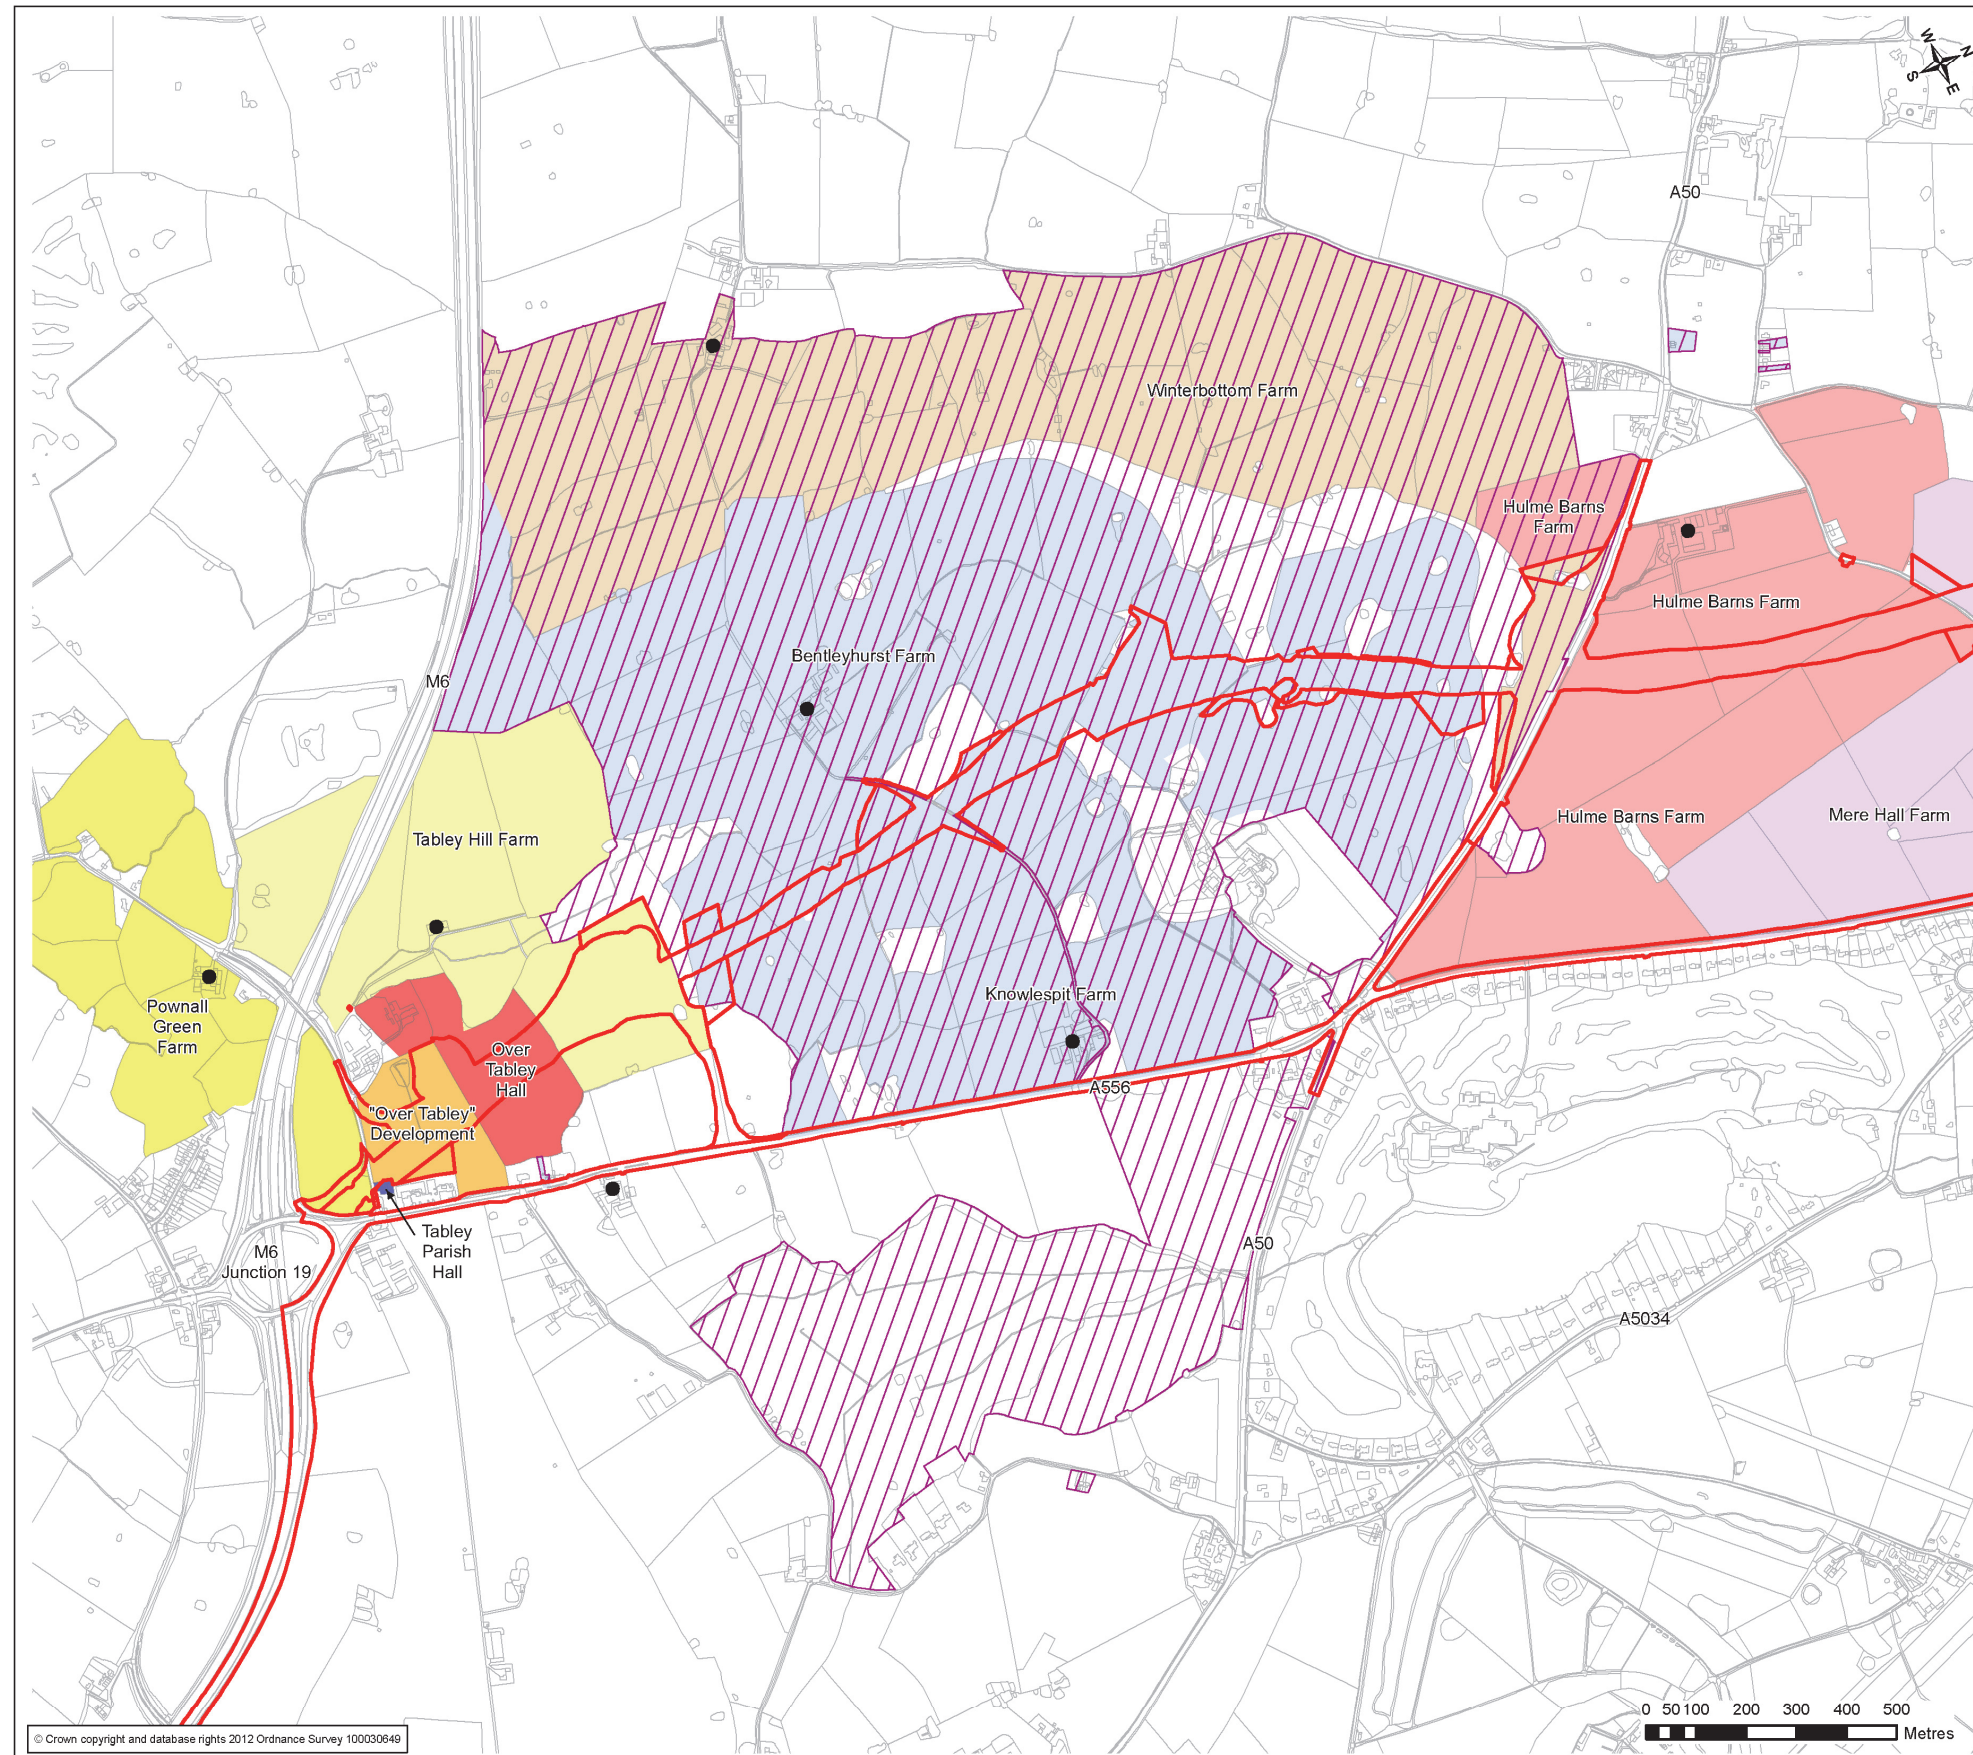 W
N
S
E
A50
Winterbottom Farm
Hulme Barns
Farm
Hulme Barns Farm
Bentleyhurst Farm
M6
Tabley Hill Farm
Hulme Barns Farm
Mere Hall Farm
Knowlespit Farm
Pownall
Green
Farm
Over
Tabley
Hall
A556
"Over Tabley"
Development
Tabley
Parish
Hall
M6
Junction 19
A50
A5034
0 50 100 200 300 400 500
Metres
© Crown copyright and database rights 2012 Ordnance Survey 100030649